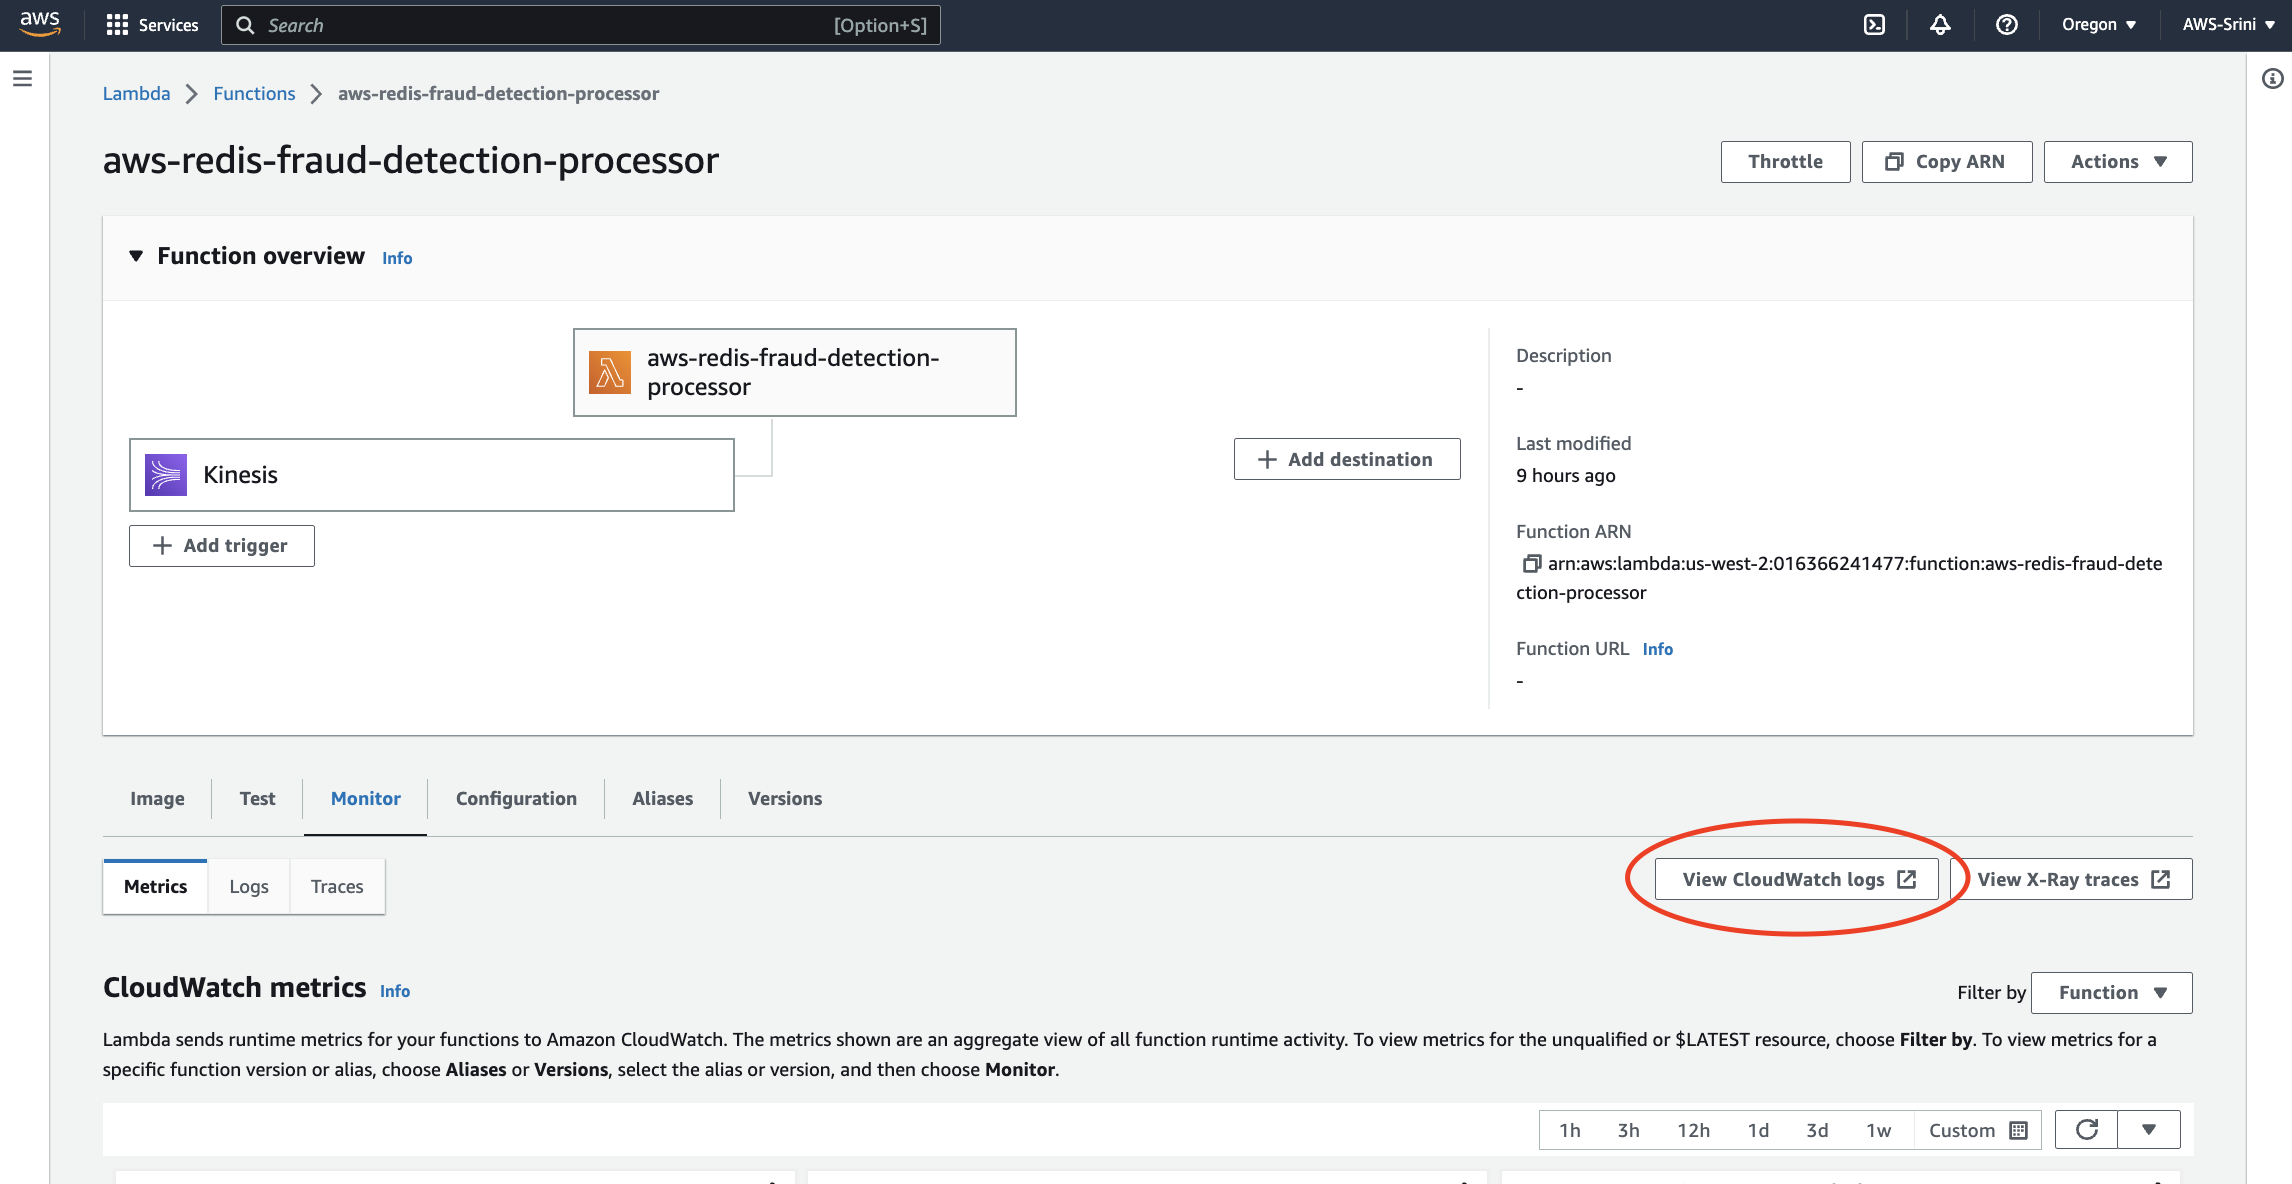 aws
Services
Search
[Option+S]
Oregon
AWS-Srini
Lambda
Functions
aws-redis-fraud-detection-processor
aws-redis-fraud-detection-processor
Throttle
Copy ARN
Actions
Function overview
Info
aws-redis-fraud-detection-
processor
Kinesis
Add trigger
Add destination
Description
-
Last modified
9 hours ago
Function ARN
arn:aws:lambda:us-west-2:016366241477:function:aws-redis-fraud-dete
ction-processor
Function URL Info
-
Image
Test
Monitor
Configuration
Aliases
Versions
Metrics
Logs
Traces
View CloudWatch logs
View X-Ray traces
CloudWatch metrics Info
Filter by
Function
Lambda sends runtime metrics for your functions to Amazon CloudWatch. The metrics shown are an aggregate view of all function runtime activity. To view metrics for the unqualified or $LATEST resource, choose Filter by. To view metrics for a
specific function version or alias, choose Aliases or Versions, select the alias or version, and then choose Monitor.
1h
3h
12h
1d
3d
1w
Custom